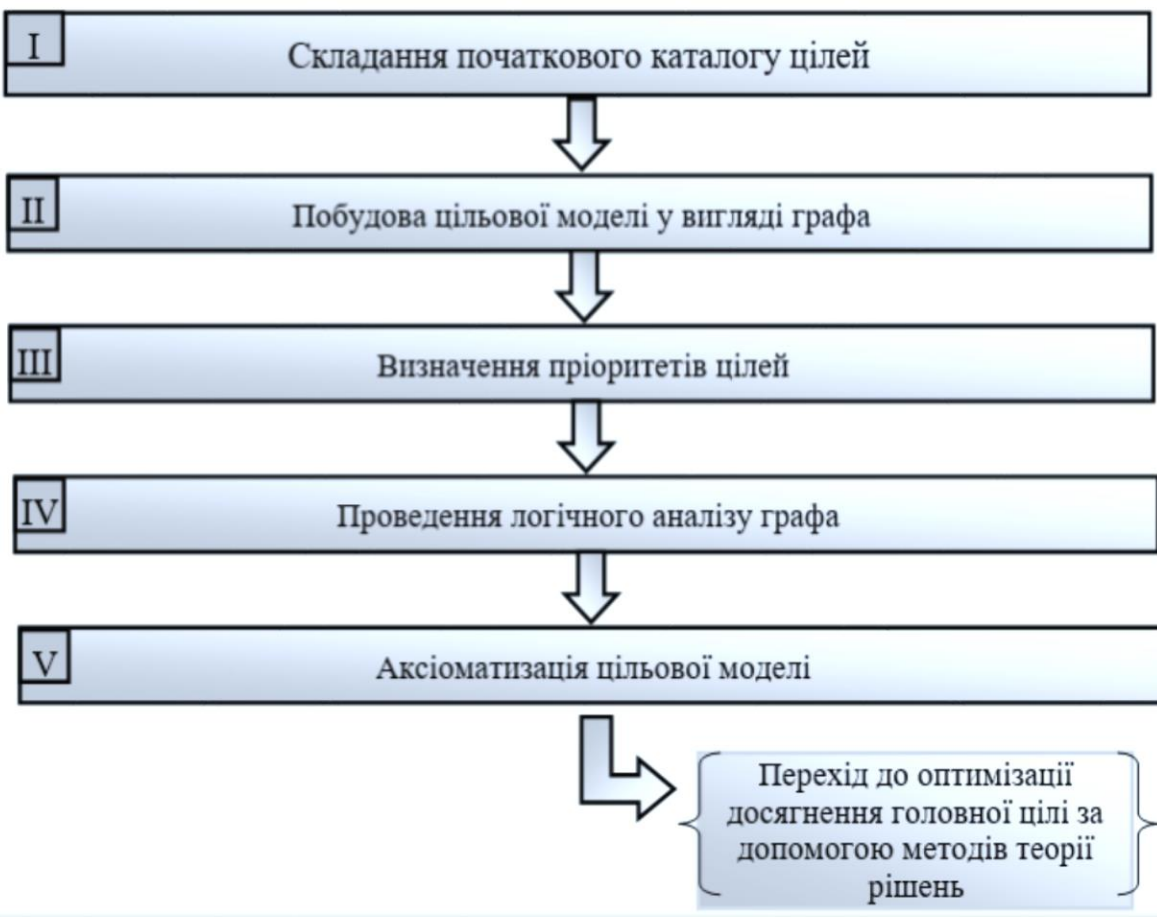 I
Складання початкового каталогу цілей
II
Побудова цільової моделі у вигляді графа
III
Визначення пріоритетів цілей
IV
Проведення логічного аналізу графа
V
Аксіоматизація цільової моделі
Перехід до оптимізації
досягнення головної цілі за
допомогою методів теорії
рішень